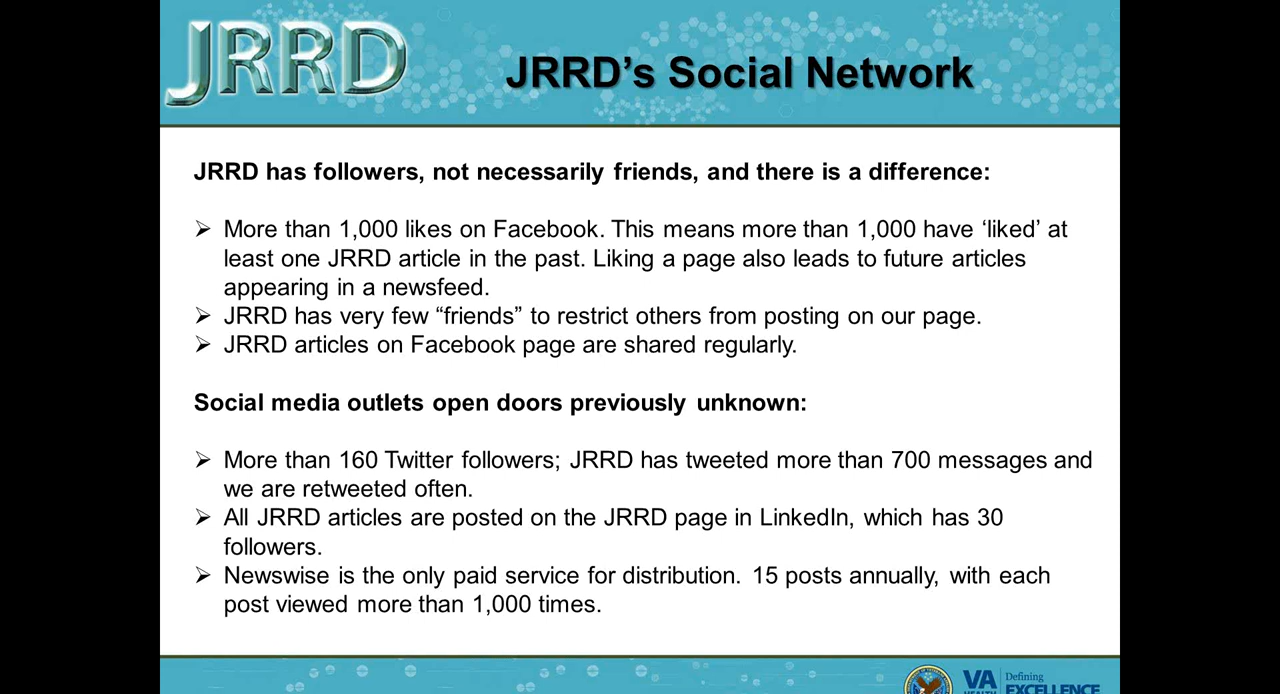 JRRD
JRRD’s Social Network
JRRD has followers, not necessarily friends, and there is a difference:
➢ More than 1,000 likes on Facebook. This means more than 1,000 have ‘liked’ at
least one JRRD article in the past. Liking a page also leads to future articles
appearing in a newsfeed.
➢ JRRD has very few “friends” to restrict others from posting on our page.
➢ JRRD articles on Facebook page are shared regularly.
Social media outlets open doors previously unknown:
➢ More than 160 Twitter followers; JRRD has tweeted more than 700 messages and
we are retweeted often.
➢ All JRRD articles are posted on the JRRD page in LinkedIn, which has 30
followers.
➢ Newswise is the only paid service for distribution. 15 posts annually, with each
post viewed more than 1,000 times.
VA
HEALTH
Defining
EXCELLENCE